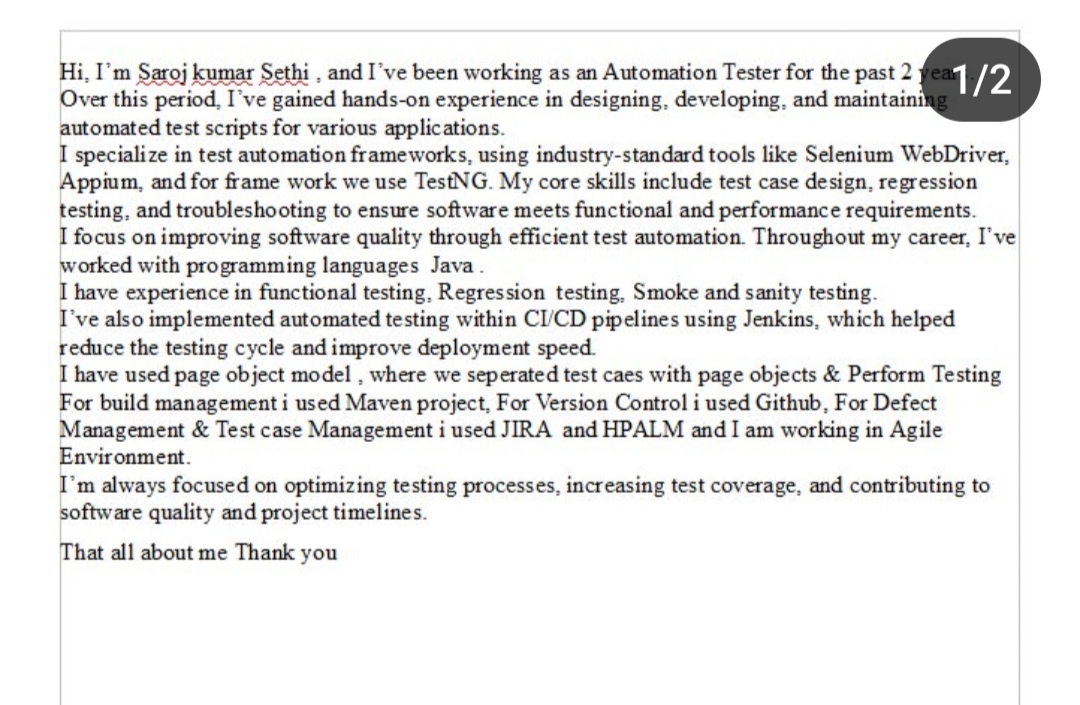 Hi, I’m Saroj kumar Sethi , and I’ve been working as an Automation Tester for the past 2 years.
1/2
Over this period, I’ve gained hands-on experience in designing, developing, and maintaining
automated test scripts for various applications.
I specialize in test automation frameworks, using industry-standard tools like Selenium WebDriver,
Appium, and for frame work we use TestNG. My core skills include test case design, regression
testing, and troubleshooting to ensure software meets functional and performance requirements.
I focus on improving software quality through efficient test automation. Throughout my career, I’ve
worked with programming languages Java .
I have experience in functional testing, Regression testing, Smoke and sanity testing.
I’ve also implemented automated testing within CI/CD pipelines using Jenkins, which helped
reduce the testing cycle and improve deployment speed.
I have used page object model , where we seperated test caes with page objects & Perform Testing
For build management i used Maven project, For Version Control i used Github, For Defect
Management & Test case Management i used JIRA and HPALM and I am working in Agile
Environment.
I’m always focused on optimizing testing processes, increasing test coverage, and contributing to
software quality and project timelines.
That all about me Thank you